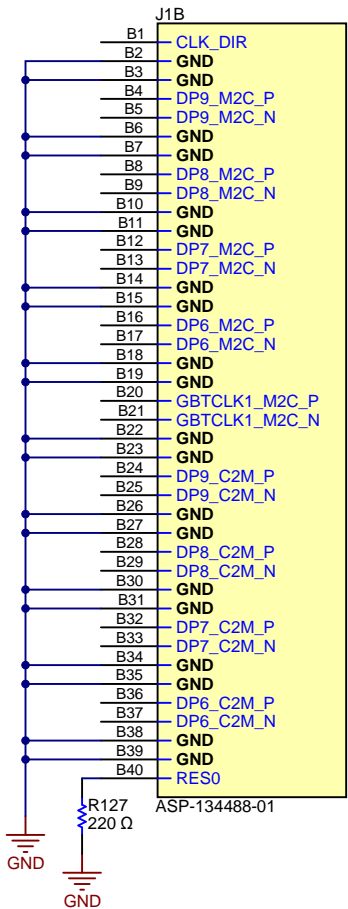 J1B
B1 CLK_DIR
B2 GND
B3 GND
B4 DP9_M2C_P
B5 DP9_M2C_N
B6 GND
B7 GND
B8 DP8_M2C_P
B9 DP8_M2C_N
B10 GND
B11 GND
B12 DP7_M2C_P
B13 DP7_M2C_N
B14 GND
B15 GND
B16 DP6_M2C_P
B17 DP6_M2C_N
B18 GND
B19 GND
B20 GBTCLK1_M2C_P
B21 GBTCLK1_M2C_N
B22 GND
B23 GND
B24 DP9_C2M_P
B25 DP9_C2M_N
B26 GND
B27 GND
B28 DP8_C2M_P
B29 DP8_C2M_N
B30 GND
B31 GND
B32 DP7_C2M_P
B33 DP7_C2M_N
B34 GND
B35 GND
B36 DP6_C2M_P
B37 DP6_C2M_N
B38 GND
B39 GND
B40 RES0
R127 ASP-134488-01
220 Ω
GND
GND